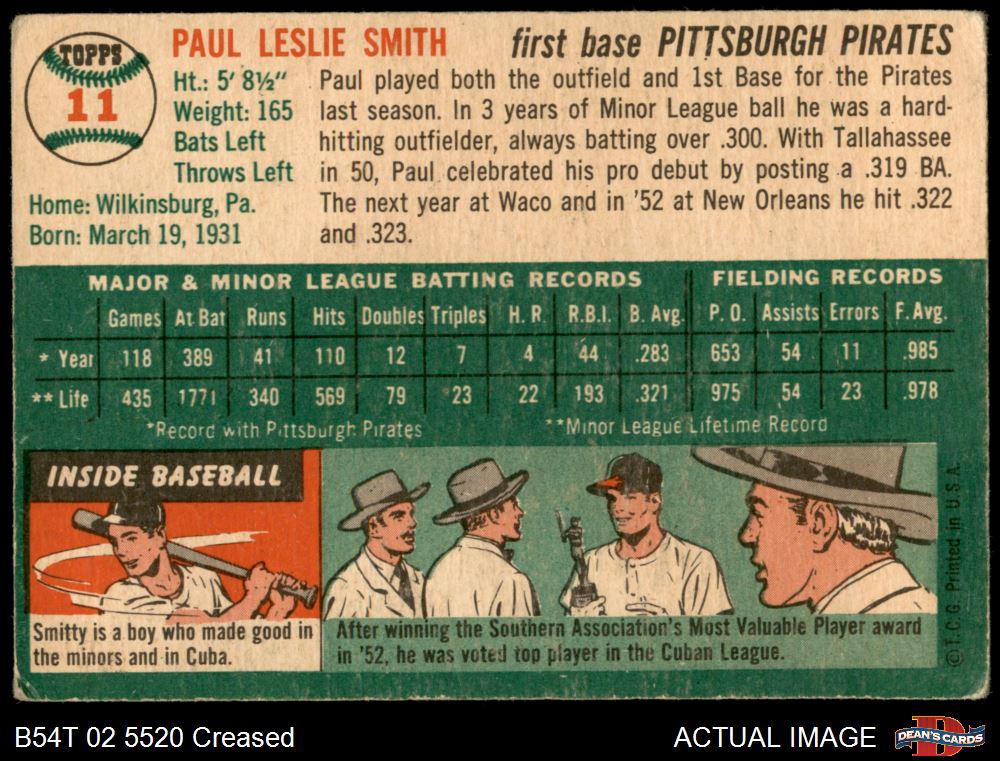 TOPPS
11
PAUL LESLIE SMITH first base PITTSBURGH PIRATES
Ht.: 5' 8½"
Weight: 165
Bats Left
Throws Left
Home: Wilkinsburg, Pa.
Born: March 19, 1931
Paul played both the outfield and 1st Base for the Pirates
last season. In 3 years of Minor League ball he was a hard-
hitting outfielder, always batting over .300. With Tallahassee
in 50, Paul celebrated his pro debut by posting a .319 BA.
The next year at Waco and in '52 at New Orleans he hit .322
and .323.
MAJOR & MINOR LEAGUE BATTING RECORDS FIELDING RECORDS
Games At Bat Runs Hits Doubles Triples H. R. R.B.I. B. Avg. P. O. Assists Errors F. Avg.
* Year 118 389 41 110 12 7 4 44 .283 653 54 11 .985
** Life 435 1771 340 569 79 23 22 193 .321 975 54 23 .978
*Record with Pittsburgh Pirates **Minor League Lifetime Record
INSIDE BASEBALL
Smitty is a boy who made good in
the minors and in Cuba.
After winning the Southern Association's Most Valuable Player award
in '52, he was voted top player in the Cuban League.
© T. C. G. Printed in U. S. A.
B54T 02 5520 Creased
ACTUAL IMAGE
DEAN'S CARDS